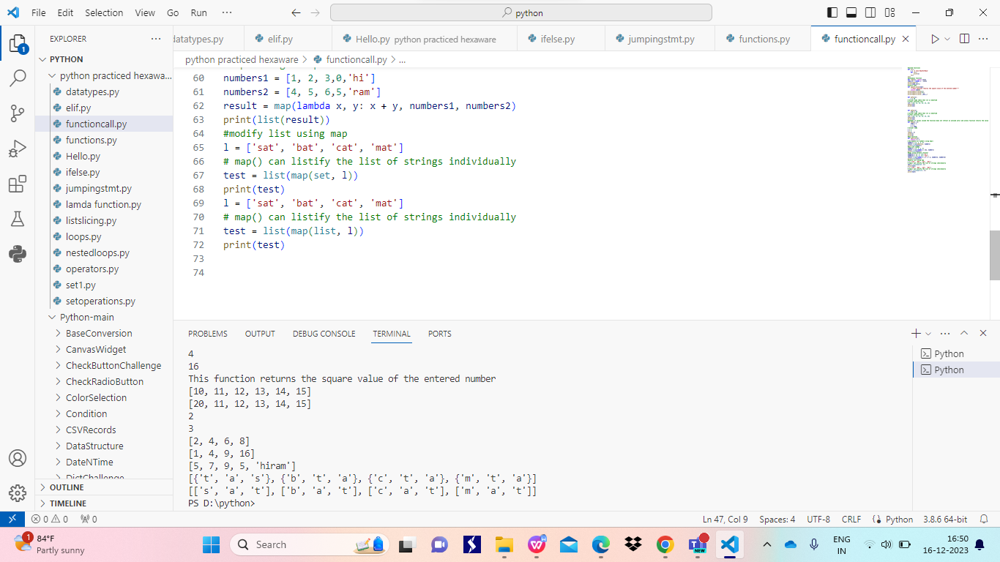 File Edit Selection View Go Run ··· python
EXPLORER ···
PYTHON
python practiced hexawa...
datatypes.py
elif.py
functioncall.py
functions.py
Hello.py
ifelse.py
jumpingstmt.py
lamda function.py
listslicing.py
loops.py
nestedloops.py
operators.py
set1.py
setoperations.py
Python-main
BaseConversion
CanvasWidget
CheckButtonChallenge
CheckRadioButton
ColorSelection
Condition
CSVRecords
DataStructure
DateNTime
DictChallenge
OUTLINE
TIMELINE
1
datatypes.py elif.py Hello.py python practiced hexaware ifelse.py jumpingstmt.py functions.py functioncall.py
python practiced hexaware > functioncall.py > ...
60 numbers1 = [1, 2, 3,0,'hi']
61 numbers2 = [4, 5, 6,5,'ram']
62 result = map(lambda x, y: x + y, numbers1, numbers2)
63 print(list(result))
64 #modify list using map
65 l = ['sat', 'bat', 'cat', 'mat']
66 # map() can listify the list of strings individually
67 test = list(map(set, l))
68 print(test)
69 l = ['sat', 'bat', 'cat', 'mat']
70 # map() can listify the list of strings individually
71 test = list(map(list, l))
72 print(test)
73
74
PROBLEMS OUTPUT DEBUG CONSOLE TERMINAL PORTS
4
16
This function returns the square value of the entered number
[10, 11, 12, 13, 14, 15]
[20, 11, 12, 13, 14, 15]
2
3
[2, 4, 6, 8]
[1, 4, 9, 16]
[5, 7, 9, 5, 'hiram']
[{'t', 'a', 's'}, {'b', 't', 'a'}, {'c', 't', 'a'}, {'m', 't', 'a'}]
[['s', 'a', 't'], ['b', 'a', 't'], ['c', 'a', 't'], ['m', 'a', 't']]
PS D:\python>
Python
Python
0 0 0 Ln 47, Col 9 Spaces: 4 UTF-8 CRLF Python 3.8.6 64-bit
1
84°F
Partly sunny
Search
NEW
ENG
IN
16:50
16-12-2023